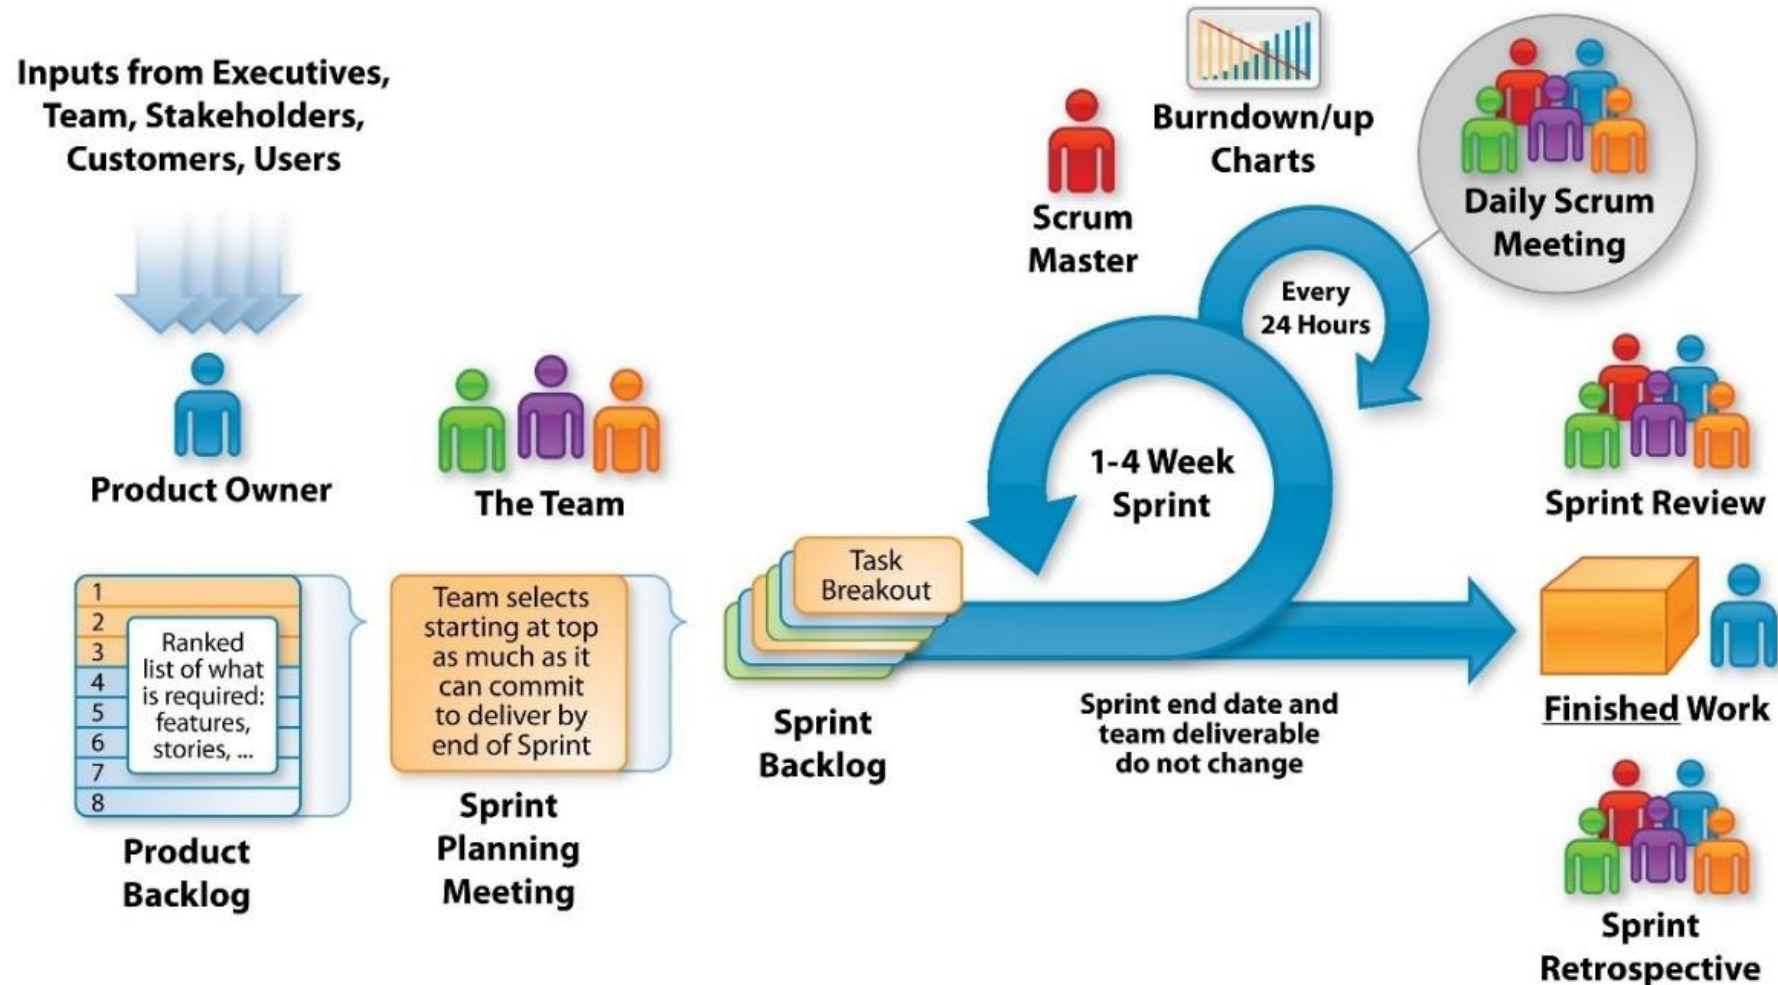 Inputs from Executives,
Team, Stakeholders,
Customers, Users
Product Owner
The Team
1
2
3
4
5
6
7
8
Ranked
list of what
is required:
features,
stories, ...
Product
Backlog
Team selects
starting at top
as much as it
can commit
to deliver by
end of Sprint
Sprint
Planning
Meeting
Task
Breakout
Sprint
Backlog
Scrum
Master
Burndown/up
Charts
Daily Scrum
Meeting
Every
24 Hours
1-4 Week
Sprint
Sprint end date and
team deliverable
do not change
Sprint Review
Finished Work
Sprint
Retrospective